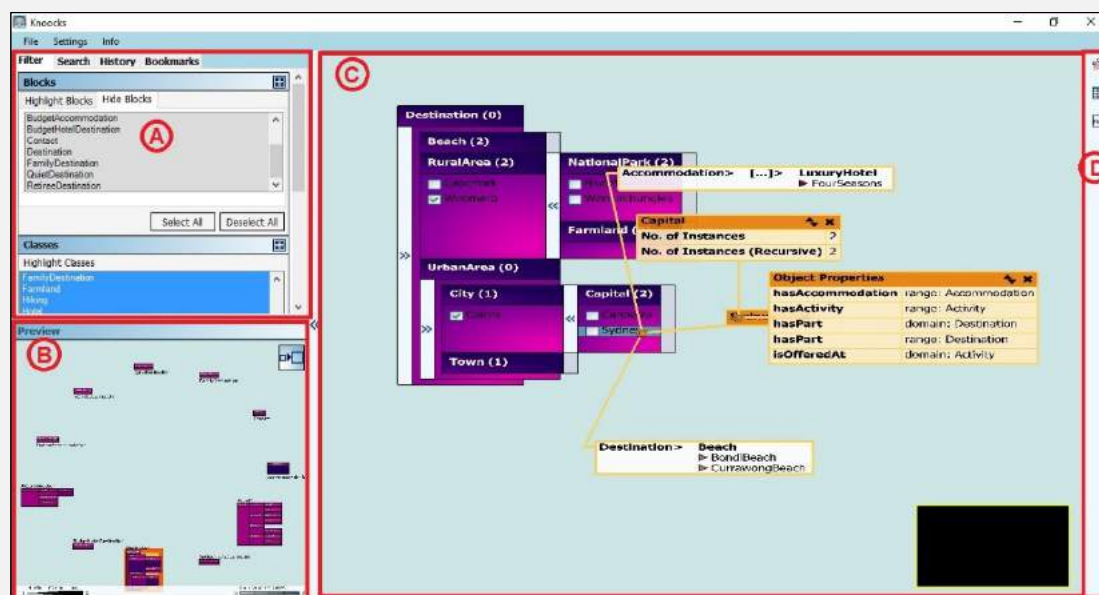 Knoocks
File Settings Info
Filter Search History Bookmarks
Blocks
Highlight Blocks Hide Blocks
BudgetAccommodation
BudgetHotelDestination
Contact
Destination
FamilyDestination
QuietDestination
RetireeDestination
A
Select All Deselect All
Classes
Highlight Classes
FamilyDestination
Farmland
Hiking
Hotel
Preview
B
C
D
Destination (0)
Beach (2)
RuralArea (2)
NationalPark (2)
Woomera
Farmland
UrbanArea (0)
City (1)
Cairns
Town (1)
Capital (2)
Canberra
Sydney
Accommodation> [...]> LuxuryHotel
FourSeasons
Capital
No. of Instances 2
No. of Instances (Recursive) 2
Object Properties
hasAccommodation range: Accommodation
hasActivity range: Activity
hasPart domain: Destination
hasPart range: Destination
isOfferedAt domain: Activity
Destination> Beach
BondiBeach
CurrawongBeach